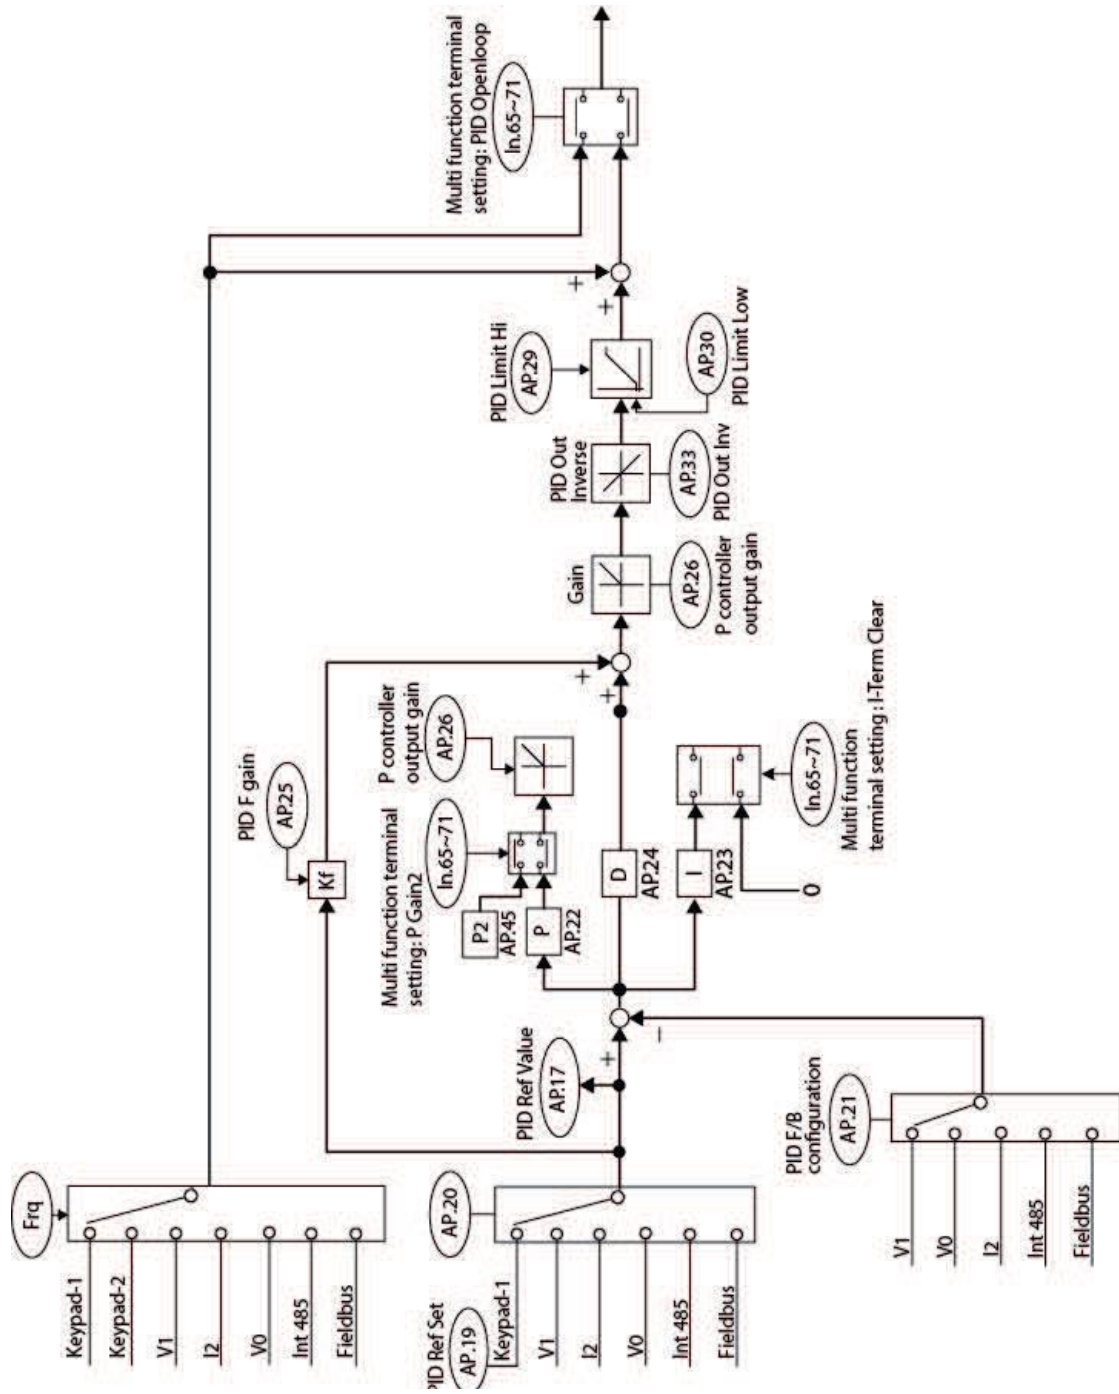 Multi function terminal
setting: PID Openloop
In.65~71
PID Limit Hi
AP.29
AP.30
PID Limit Low
PID Out
Inverse
AP.33
PID Out Inv
Gain
AP.26
P controller
output gain
PID F gain
AP.25
Kf
P controller
output gain
AP.26
Multi function terminal
setting: P Gain2
In.65~71
P2
AP.45
P
AP.22
D
AP.24
I
AP.23
0
In.65~71
Multi function
terminal setting: I-Term Clear
+
+
+
+
+
−
PID Ref Value
AP.17
PID F/B
configuration
AP.21
V1
V0
I2
Int 485
Fieldbus
Frq
Keypad-1
Keypad-2
V1
I2
V0
Int 485
Fieldbus
AP.20
PID Ref Set
AP.19
Keypad-1
V1
I2
V0
Int 485
Fieldbus